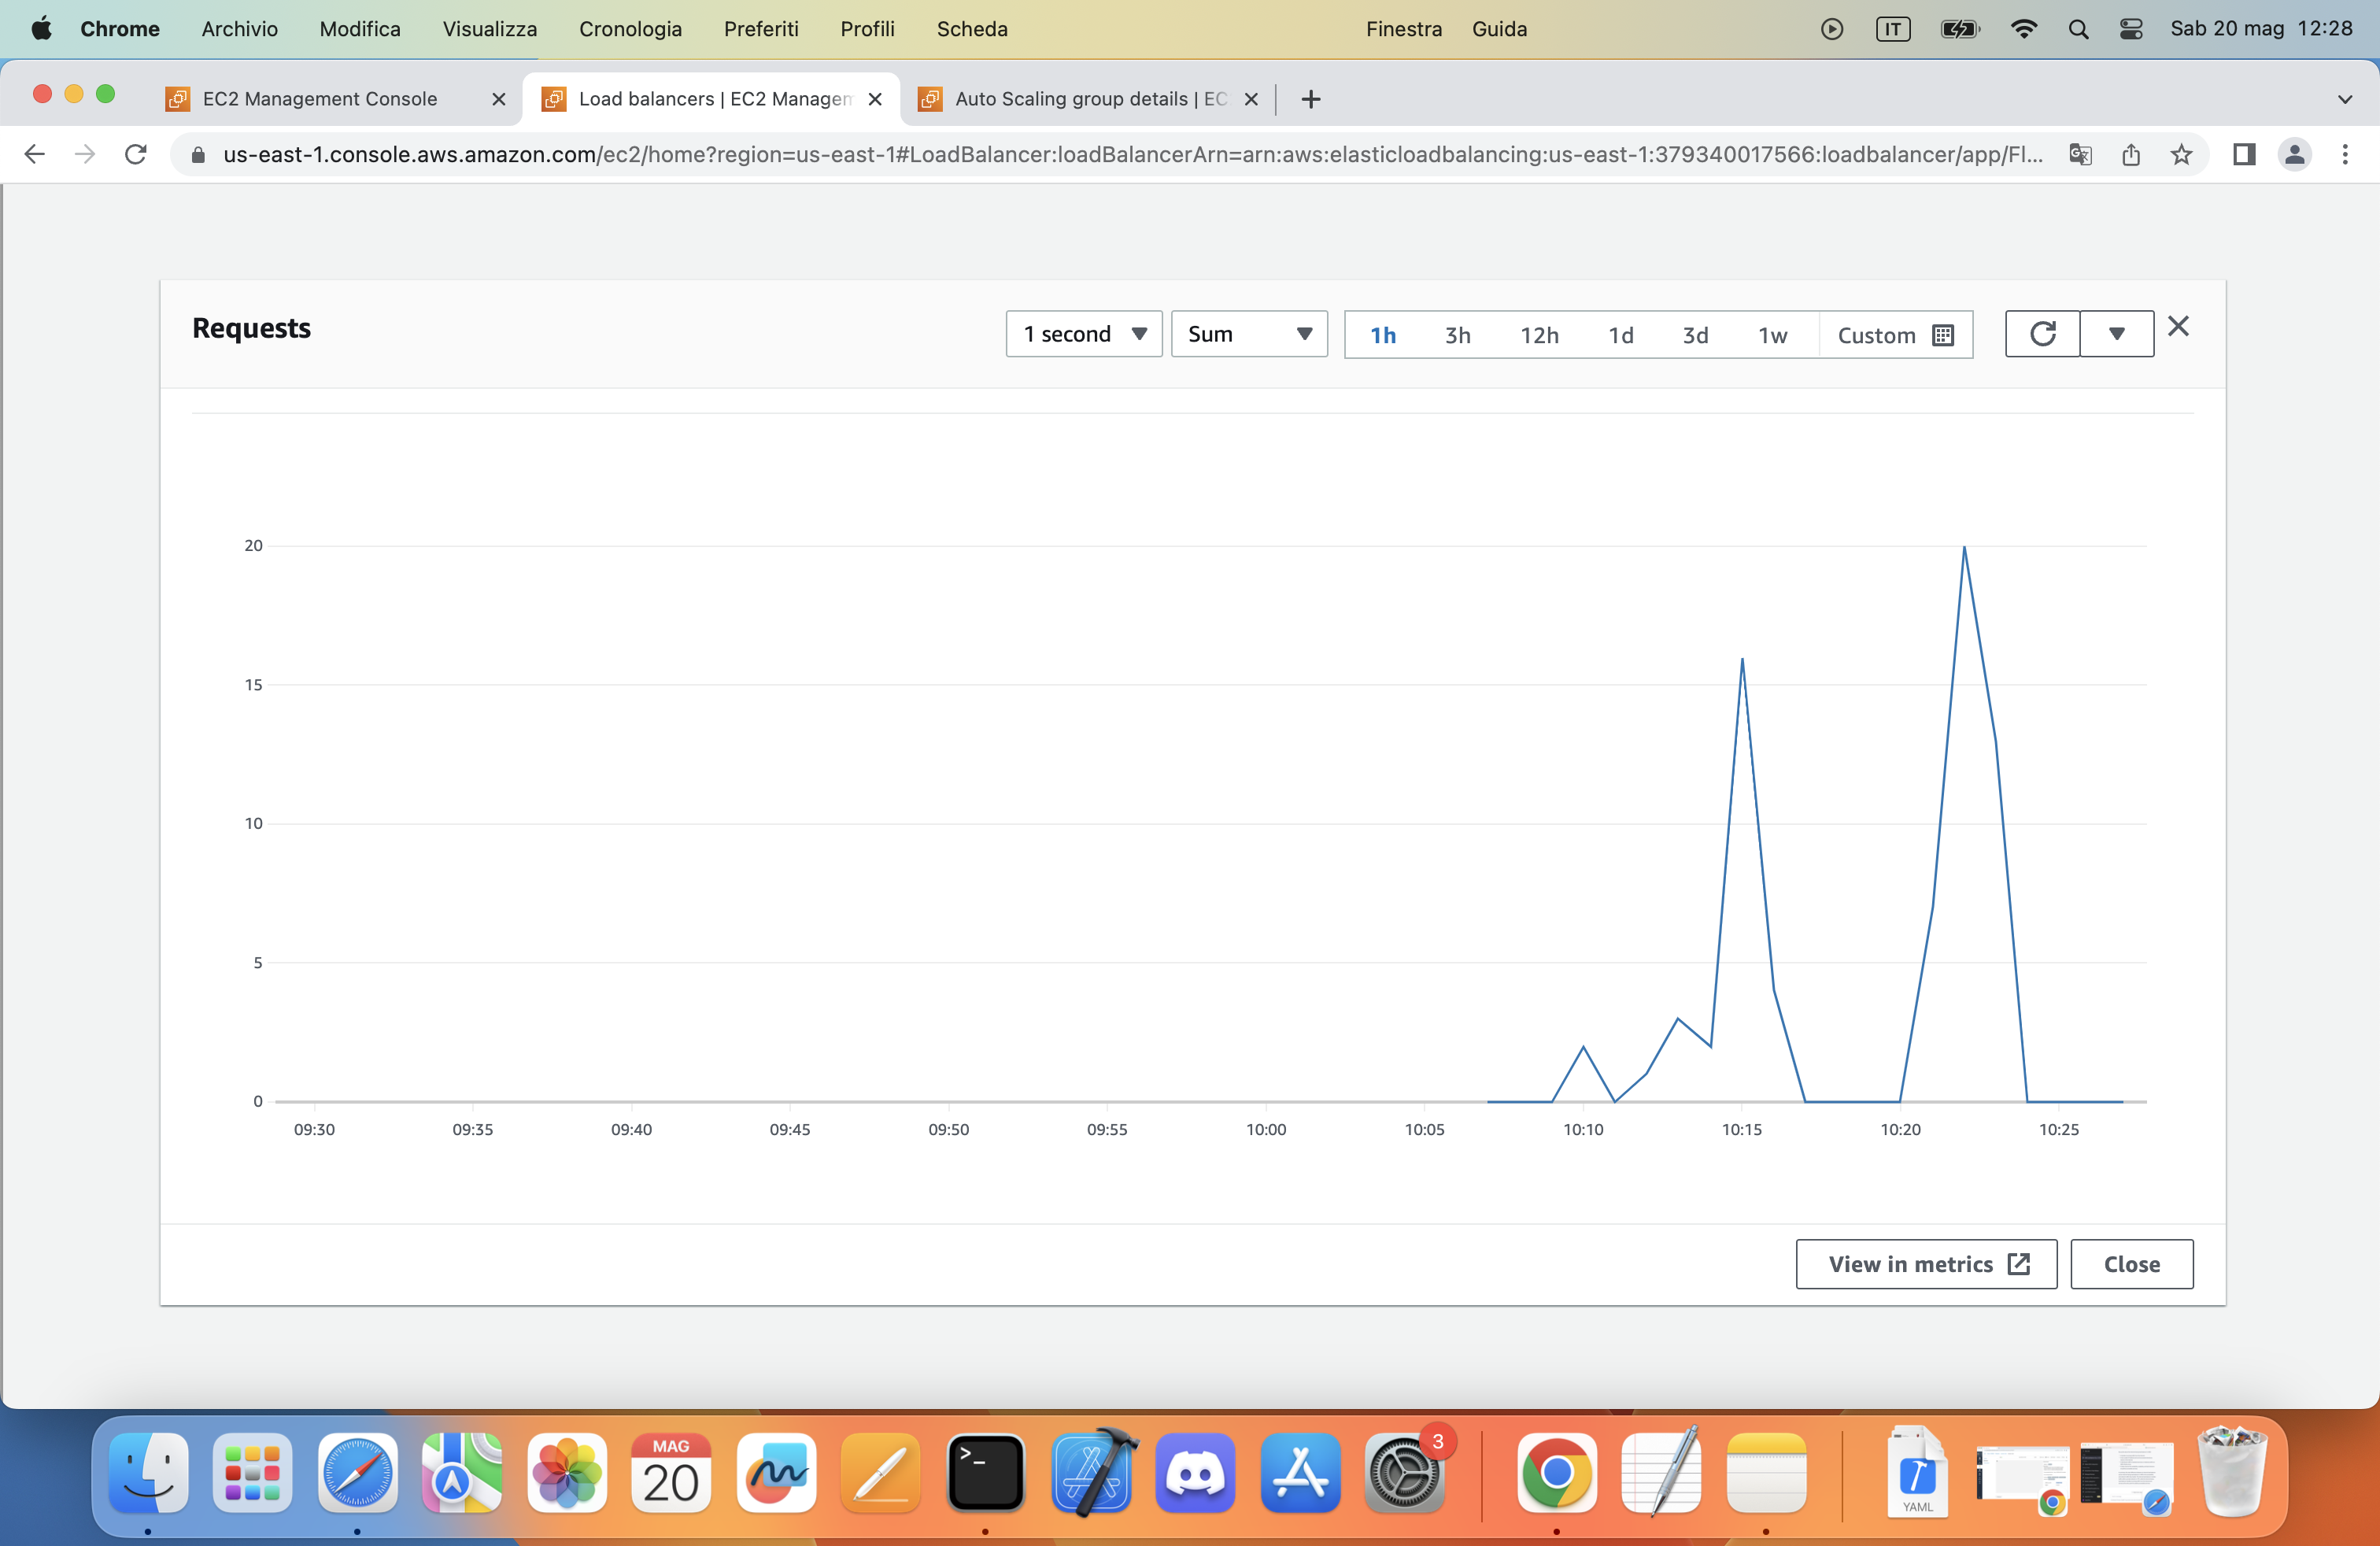 Chrome Archivio Modifica Visualizza Cronologia Preferiti Profili Scheda Finestra Guida IT Sab 20 mag 12:28
EC2 Management Console Load balancers | EC2 Managem Auto Scaling group details | EC
us-east-1.console.aws.amazon.com/ec2/home?region=us-east-1#LoadBalancer:loadBalancerArn=arn:aws:elasticloadbalancing:us-east-1:379340017566:loadbalancer/app/Fl...
Requests 1 second Sum 1h 3h 12h 1d 3d 1w Custom
20
15
10
5
0
09:30 09:35 09:40 09:45 09:50 09:55 10:00 10:05 10:10 10:15 10:20 10:25
View in metrics Close
MAG
20
>_
3
YAML